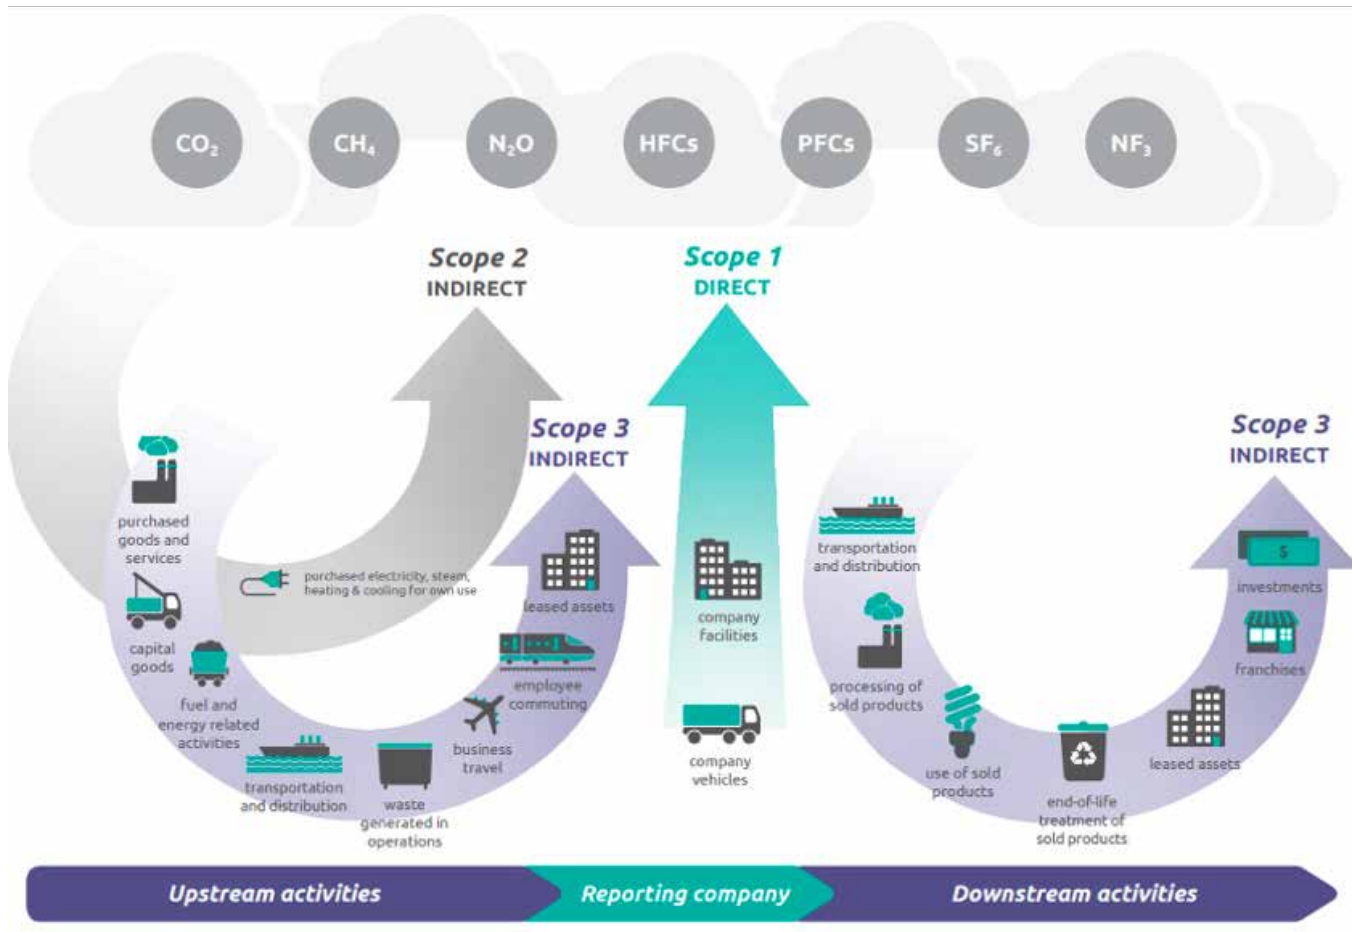 CO₂
CH₄
N₂O
HFCs
PFCs
SF₆
NF₃
Scope 2
INDIRECT
Scope 1
DIRECT
Scope 3
INDIRECT
Scope 3
INDIRECT
purchased
goods and
services
capital
goods
fuel and
energy related
activities
transportation
and distribution
waste
generated in
operations
business
travel
employee
commuting
leased assets
purchased electricity, steam,
heating & cooling for own use
company
facilities
company
vehicles
transportation
and distribution
processing of
sold products
use of sold
products
end-of-life
treatment of
sold products
leased assets
franchises
investments
$
Upstream activities
Reporting company
Downstream activities